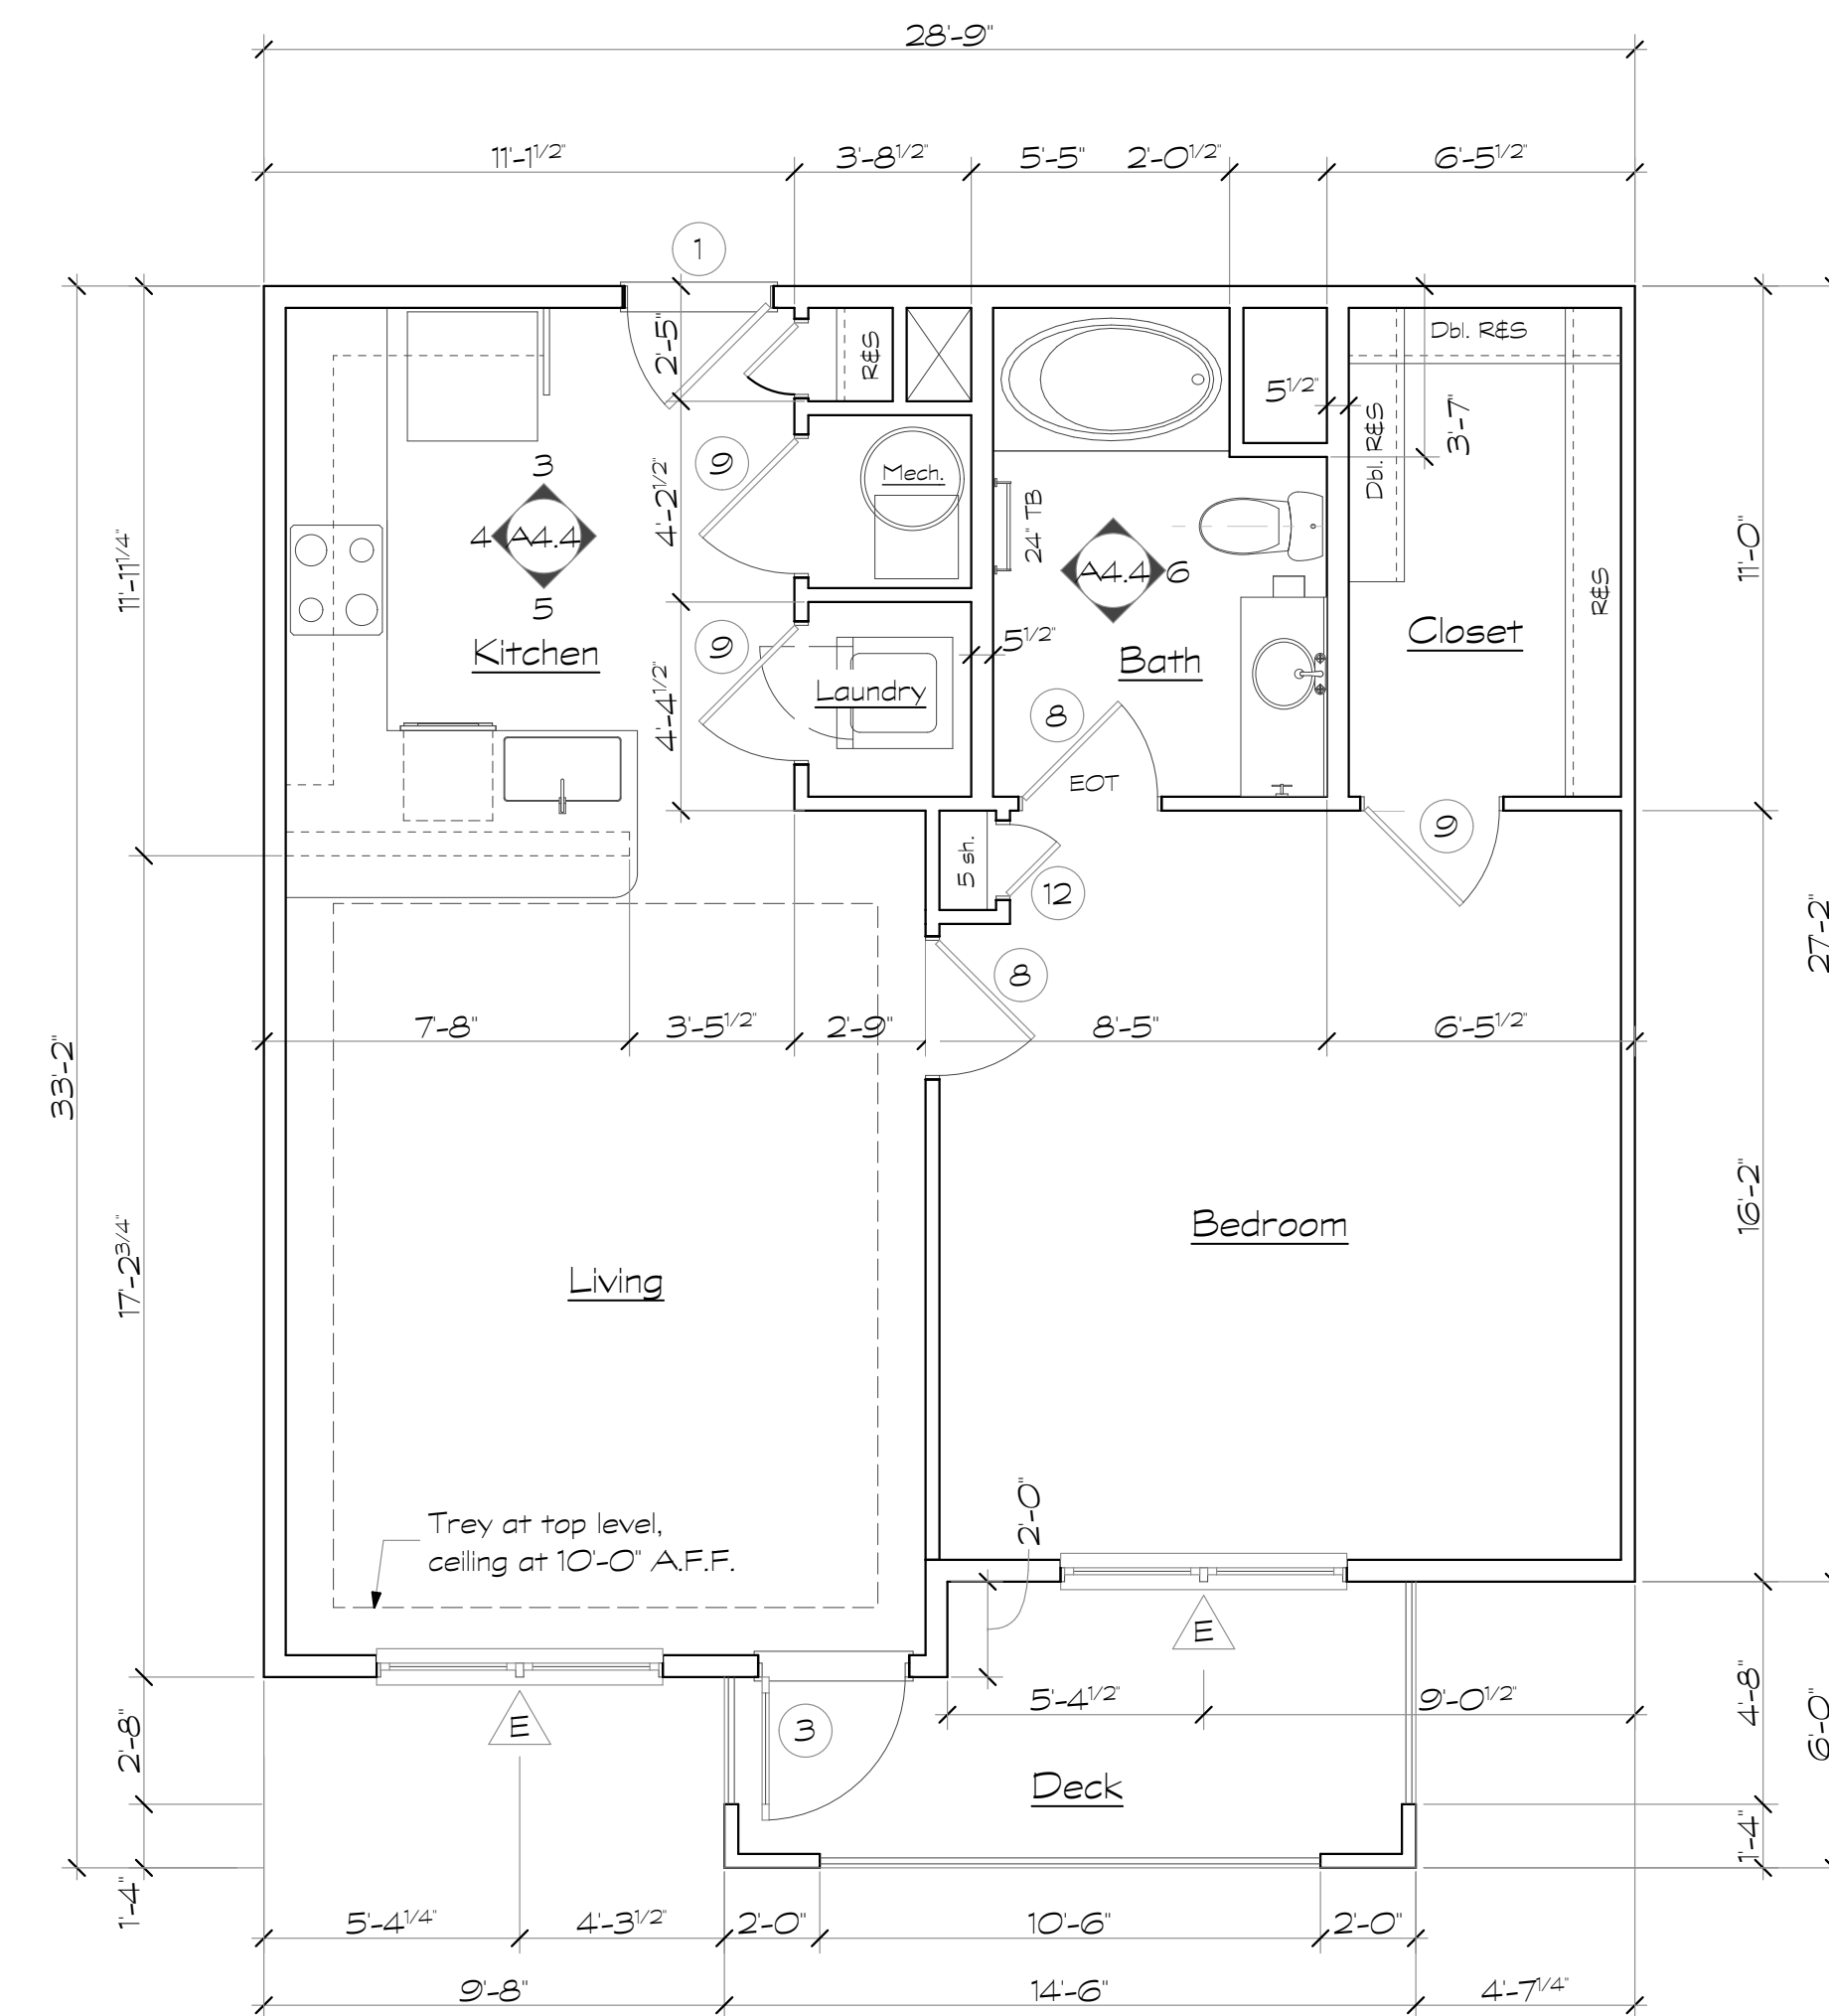 28'-9"
11'-1 1/2"
3'-8 1/2"
5'-5"
2'-0 1/2"
6'-5 1/2"
1
2'-5"
R&S
Dbl. R&S
5 1/2"
Dbl. R&S
3'-7"
3
4
A4.4
5
Kitchen
9
4'-2 1/2"
Mech.
24" TB
A4.4
6
R&S
Closet
11'-11 1/4"
11'-0"
9
4'-4 1/2"
Laundry
5 1/2"
Bath
8
EOT
9
5 sh.
12
8
27'-2"
33'-2"
7'-8"
3'-5 1/2"
2'-9"
8'-5"
6'-5 1/2"
16'-2"
Bedroom
17'-2 3/4"
Living
Trey at top level,
ceiling at 10'-0" A.F.F.
2'-0"
E
E
5'-4 1/2"
9'-0 1/2"
3
Deck
2'-8"
4'-8"
6'-0"
1'-4"
1'-4"
5'-4 1/4"
4'-3 1/2"
2'-0"
10'-6"
2'-0"
9'-8"
14'-6"
4'-7 1/4"